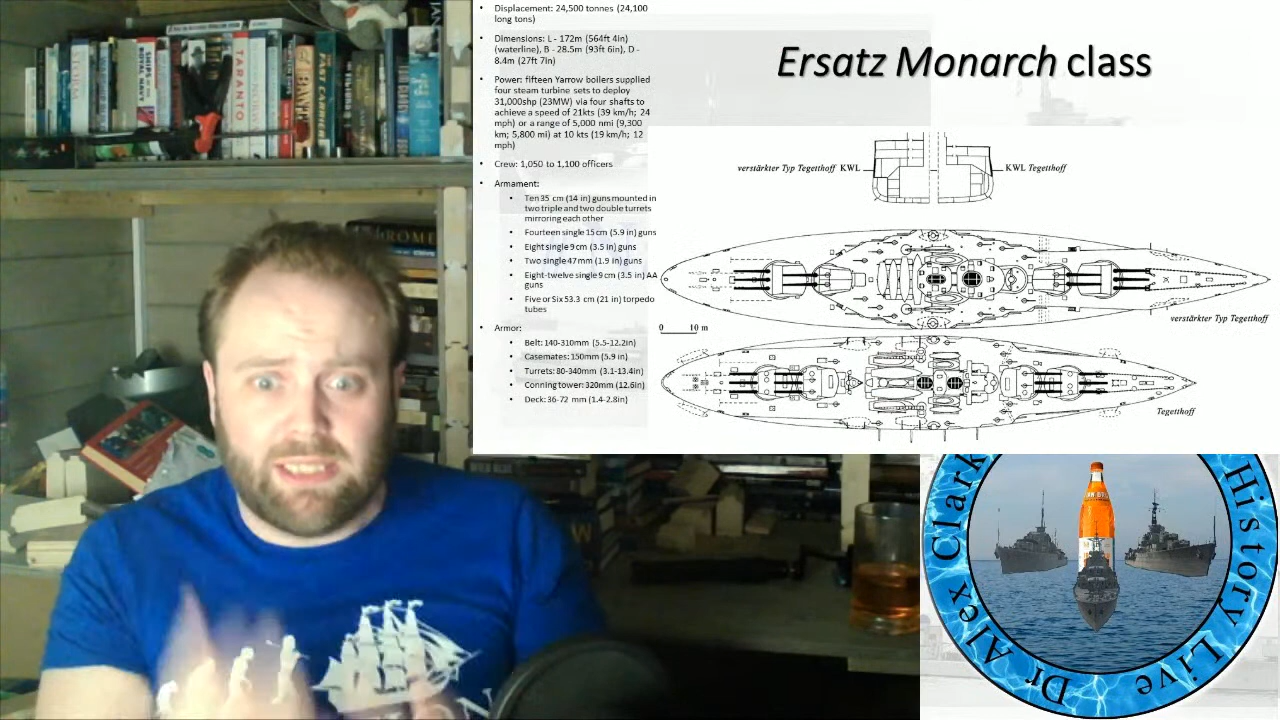 Displacement: 24,500 tonnes (24,100
long tons)
Dimensions: L - 172m (564ft 4in)
(waterline), B - 28.5m (93ft 6in), D -
8.4m (27ft 7in)
Power: fifteen Yarrow boilers supplied
four steam turbine sets to deploy
31,000shp (23MW) via four shafts to
achieve a speed of 21kts (39 km/h; 24
mph) or a range of 5,000 nmi (9,300
km; 5,800 mi) at 10 kts (19 km/h; 12
mph)
Crew: 1,050 to 1,100 officers
Armament:
Ten 35 cm (14 in) guns mounted in
two triple and two double turrets
mirroring each other
Fourteen single 15cm (5.9 in) guns
Eight single 9cm (3.5 in) guns
Two single 47mm (1.9 in) guns
Eight-twelve single 9cm (3.5 in) AA
guns
Five or Six 53.3 cm (21 in) torpedo
tubes
Armor:
Belt: 140-310mm (5.5-12.2in)
Casemates: 150mm (5.9 in)
Turrets: 80-340mm (3.1-13.4in)
Conning tower: 320mm (12.6in)
Deck: 36-72 mm (1.4-2.8in)
Ersatz Monarch class
verstärkter Typ Tegetthoff KWL
KWL Tegetthoff
verstärkter Typ Tegetthoff
0 10 m
Tegetthoff
TARANTO
FAST CARRIERS
ROME
Dr Alex Clark
History Live